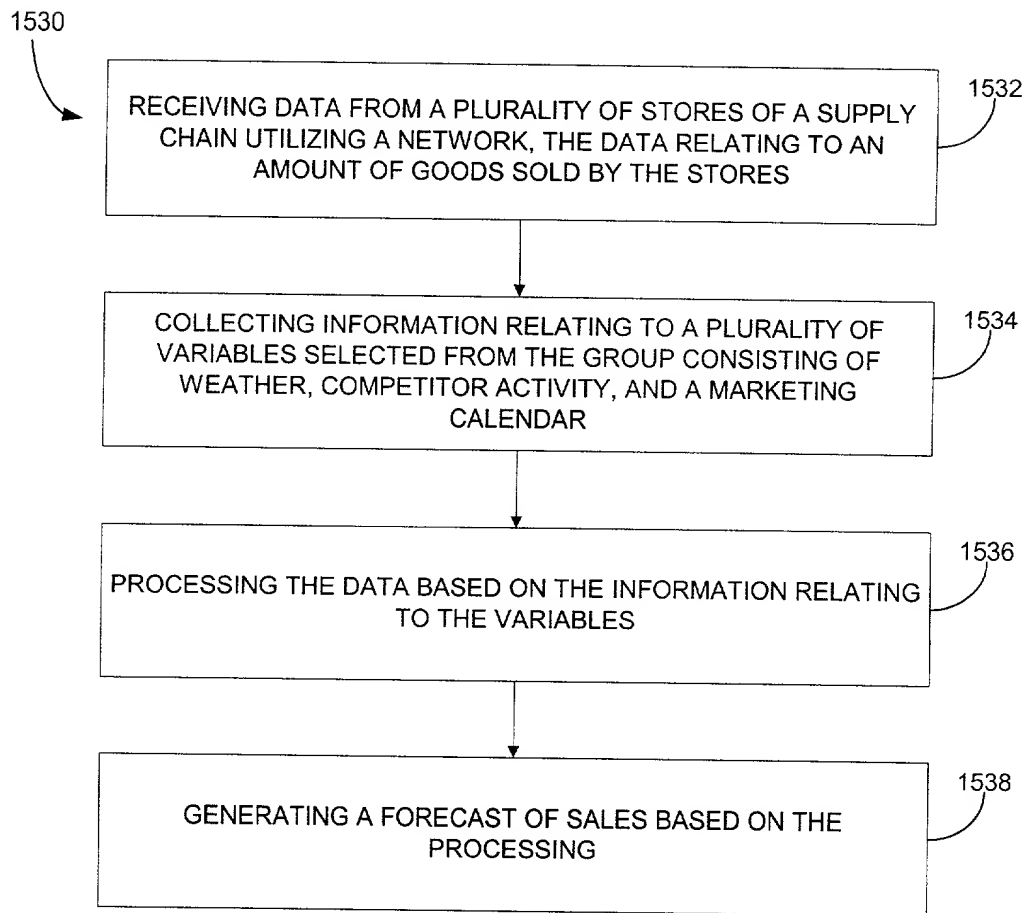 1530
1532
RECEIVING DATA FROM A PLURALITY OF STORES OF A SUPPLY
CHAIN UTILIZING A NETWORK, THE DATA RELATING TO AN
AMOUNT OF GOODS SOLD BY THE STORES
1534
COLLECTING INFORMATION RELATING TO A PLURALITY OF
VARIABLES SELECTED FROM THE GROUP CONSISTING OF
WEATHER, COMPETITOR ACTIVITY, AND A MARKETING
CALENDAR
1536
PROCESSING THE DATA BASED ON THE INFORMATION RELATING
TO THE VARIABLES
1538
GENERATING A FORECAST OF SALES BASED ON THE
PROCESSING